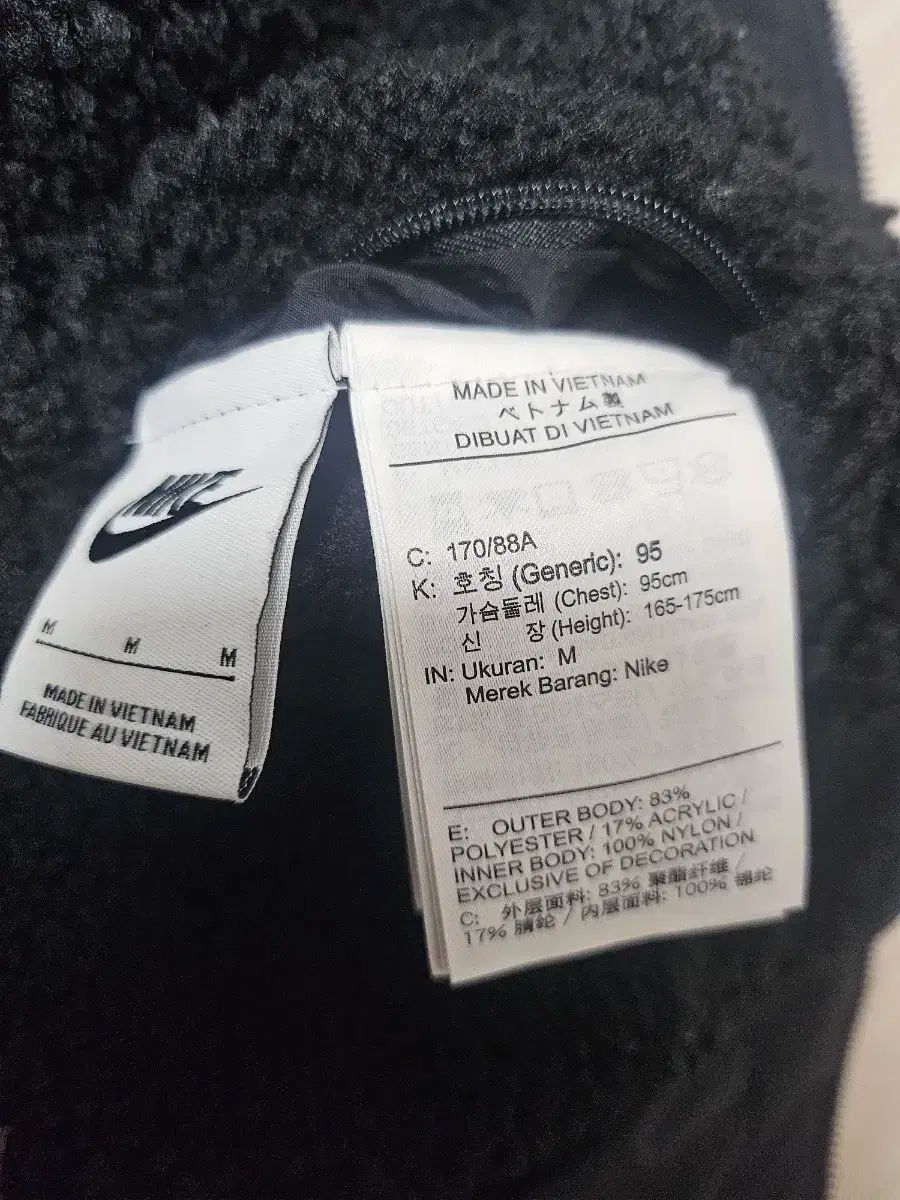 NIKE
M M M
MADE IN VIETNAM
FABRIQUE AU VIETNAM
MADE IN VIETNAM
ベトナム製
DIBUAT DI VIETNAM
C: 170/88A
K: 호칭 (Generic): 95
가슴둘레 (Chest): 95cm
신 장 (Height): 165-175cm
IN: Ukuran: M
Merek Barang: Nike
E: OUTER BODY: 83%
POLYESTER / 17% ACRYLIC /
INNER BODY: 100% NYLON /
EXCLUSIVE OF DECORATION
C: 外层面料: 83% 聚酯纤维 /
17% 腈纶 / 内层面料: 100% 锦纶